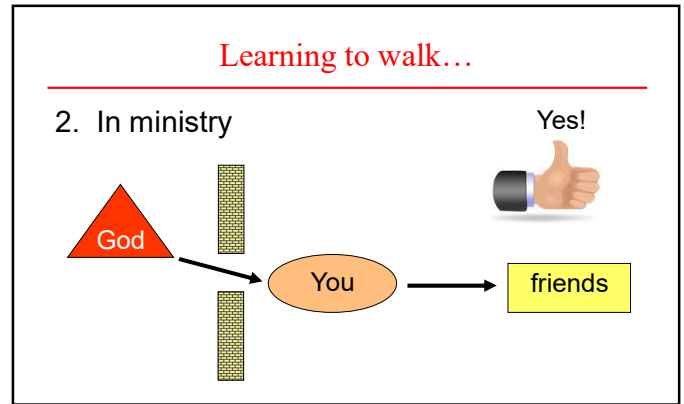 Learning to walk…
2. In ministry
Yes!
God
You
friends